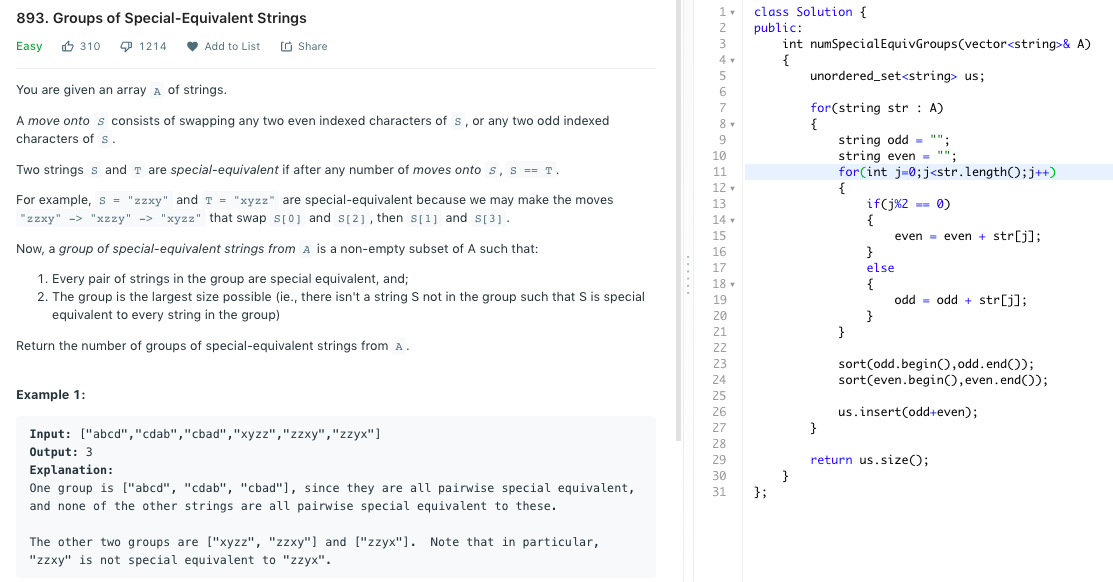 893. Groups of Special-Equivalent Strings
Easy 310 1214 Add to List Share
You are given an array A of strings.
A move onto S consists of swapping any two even indexed characters of S, or any two odd indexed
characters of S.
Two strings S and T are special-equivalent if after any number of moves onto S, S == T.
For example, S = "zzxy" and T = "xyzz" are special-equivalent because we may make the moves
"zzxy" -> "xzzy" -> "xyzz" that swap S[0] and S[2], then S[1] and S[3].
Now, a group of special-equivalent strings from A is a non-empty subset of A such that:
1. Every pair of strings in the group are special equivalent, and;
2. The group is the largest size possible (ie., there isn't a string S not in the group such that S is special
equivalent to every string in the group)
Return the number of groups of special-equivalent strings from A.
Example 1:
Input: ["abcd","cdab","cbad","xyzz","zzxy","zzyx"]
Output: 3
Explanation:
One group is ["abcd", "cdab", "cbad"], since they are all pairwise special equivalent,
and none of the other strings are all pairwise special equivalent to these.
The other two groups are ["xyzz", "zzxy"] and ["zzyx"].  Note that in particular,
"zzxy" is not special equivalent to "zzyx".
1 class Solution {
2 public:
3     int numSpecialEquivGroups(vector<string>& A)
4     {
5         unordered_set<string> us;
6
7         for(string str : A)
8         {
9             string odd = "";
10             string even = "";
11             for(int j=0;j<str.length();j++)
12             {
13                 if(j%2 == 0)
14                 {
15                     even = even + str[j];
16                 }
17                 else
18                 {
19                     odd = odd + str[j];
20                 }
21             }
22
23             sort(odd.begin(),odd.end());
24             sort(even.begin(),even.end());
25
26             us.insert(odd+even);
27         }
28
29         return us.size();
30     }
31 };